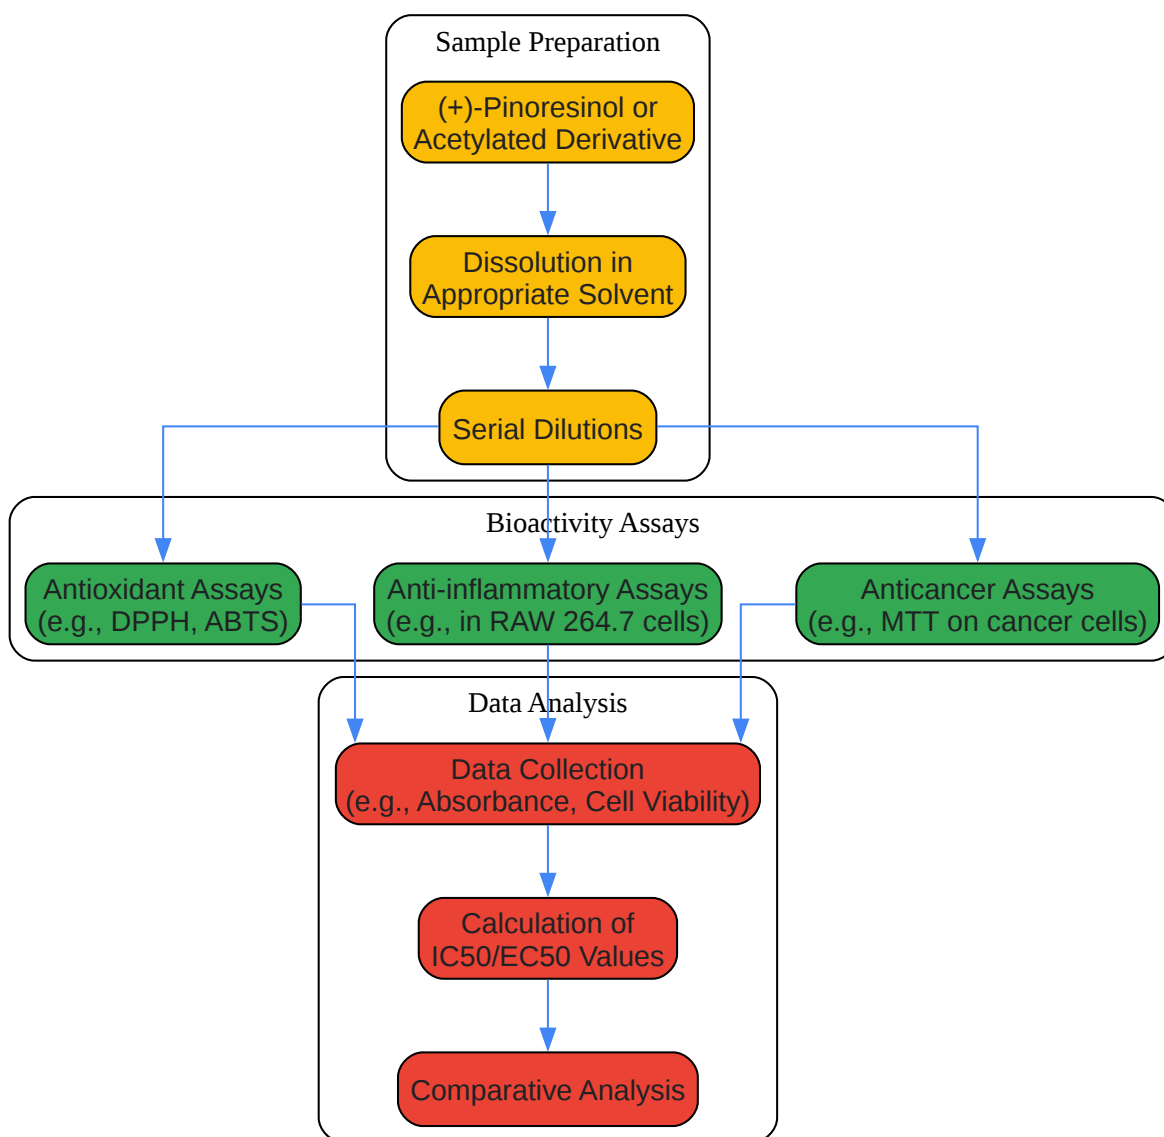 Sample Preparation
(+)-Pinoresinol or
Acetylated Derivative
Dissolution in
Appropriate Solvent
Serial Dilutions
Bioactivity Assays
Antioxidant Assays
(e.g., DPPH, ABTS)
Anti-inflammatory Assays
(e.g., in RAW 264.7 cells)
Anticancer Assays
(e.g., MTT on cancer cells)
Data Analysis
Data Collection
(e.g., Absorbance, Cell Viability)
Calculation of
IC50/EC50 Values
Comparative Analysis